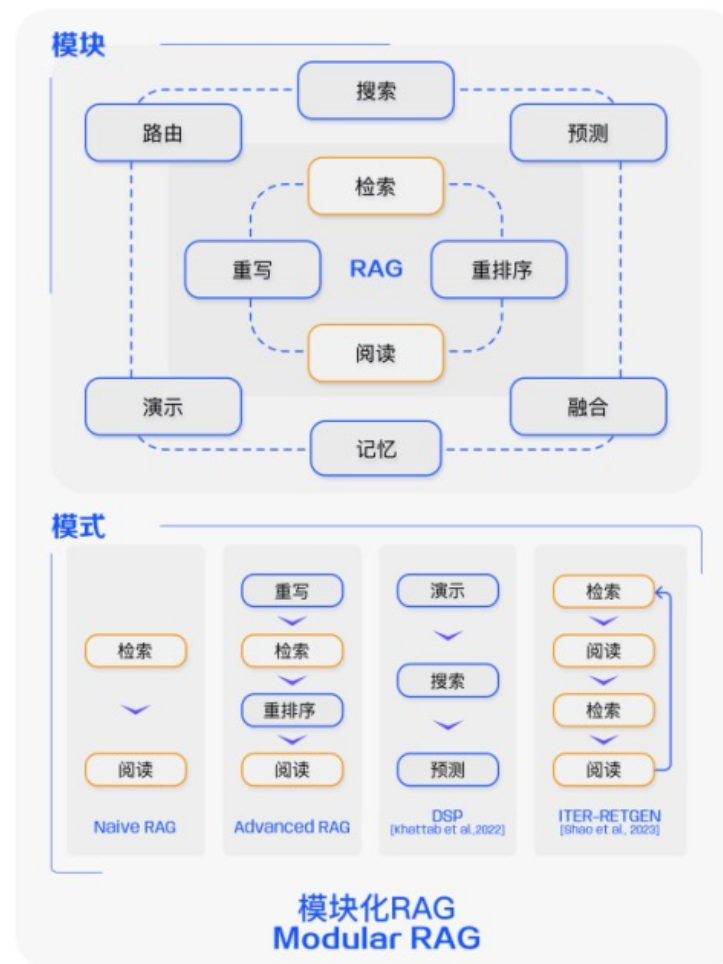 模块
搜索
路由
预测
检索
重写
RAG
重排序
阅读
演示
融合
记忆
模式
检索
阅读
Naive RAG
重写
检索
重排序
阅读
Advanced RAG
演示
搜索
预测
DSP
[Khattab et al.,2022]
检索
阅读
检索
阅读
ITER-RETGEN
[Shao et al., 2023]
模块化RAG
Modular RAG